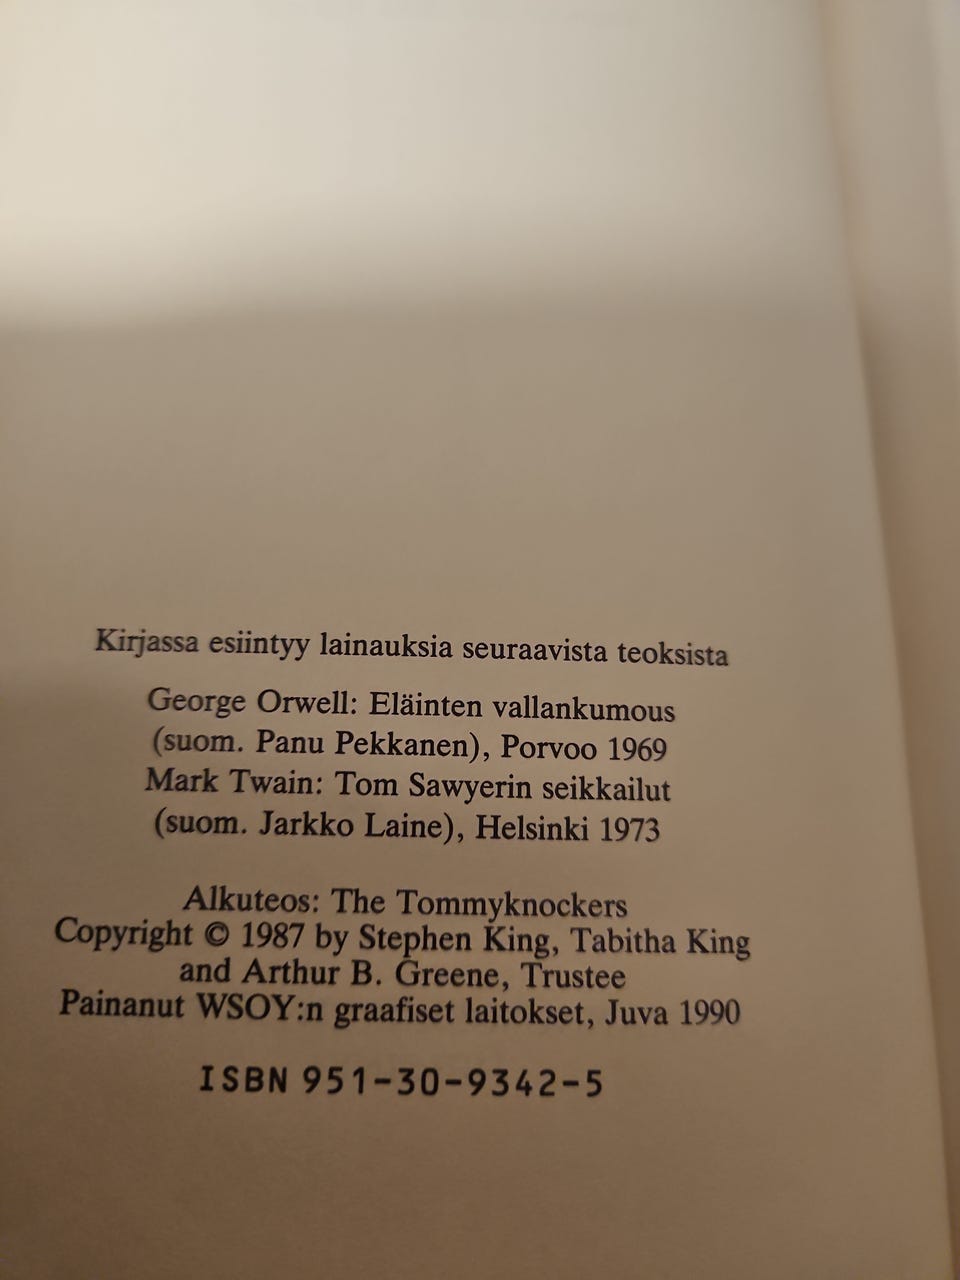 Kirjassa esiintyy lainauksia seuraavista teoksista
George Orwell: Eläinten vallankumous
(suom. Panu Pekkanen), Porvoo 1969
Mark Twain: Tom Sawyerin seikkailut
(suom. Jarkko Laine), Helsinki 1973
Alkuteos: The Tommyknockers
Copyright © 1987 by Stephen King, Tabitha King
and Arthur B. Greene, Trustee
Painanut WSOY:n graafiset laitokset, Juva 1990
ISBN 951-30-9342-5